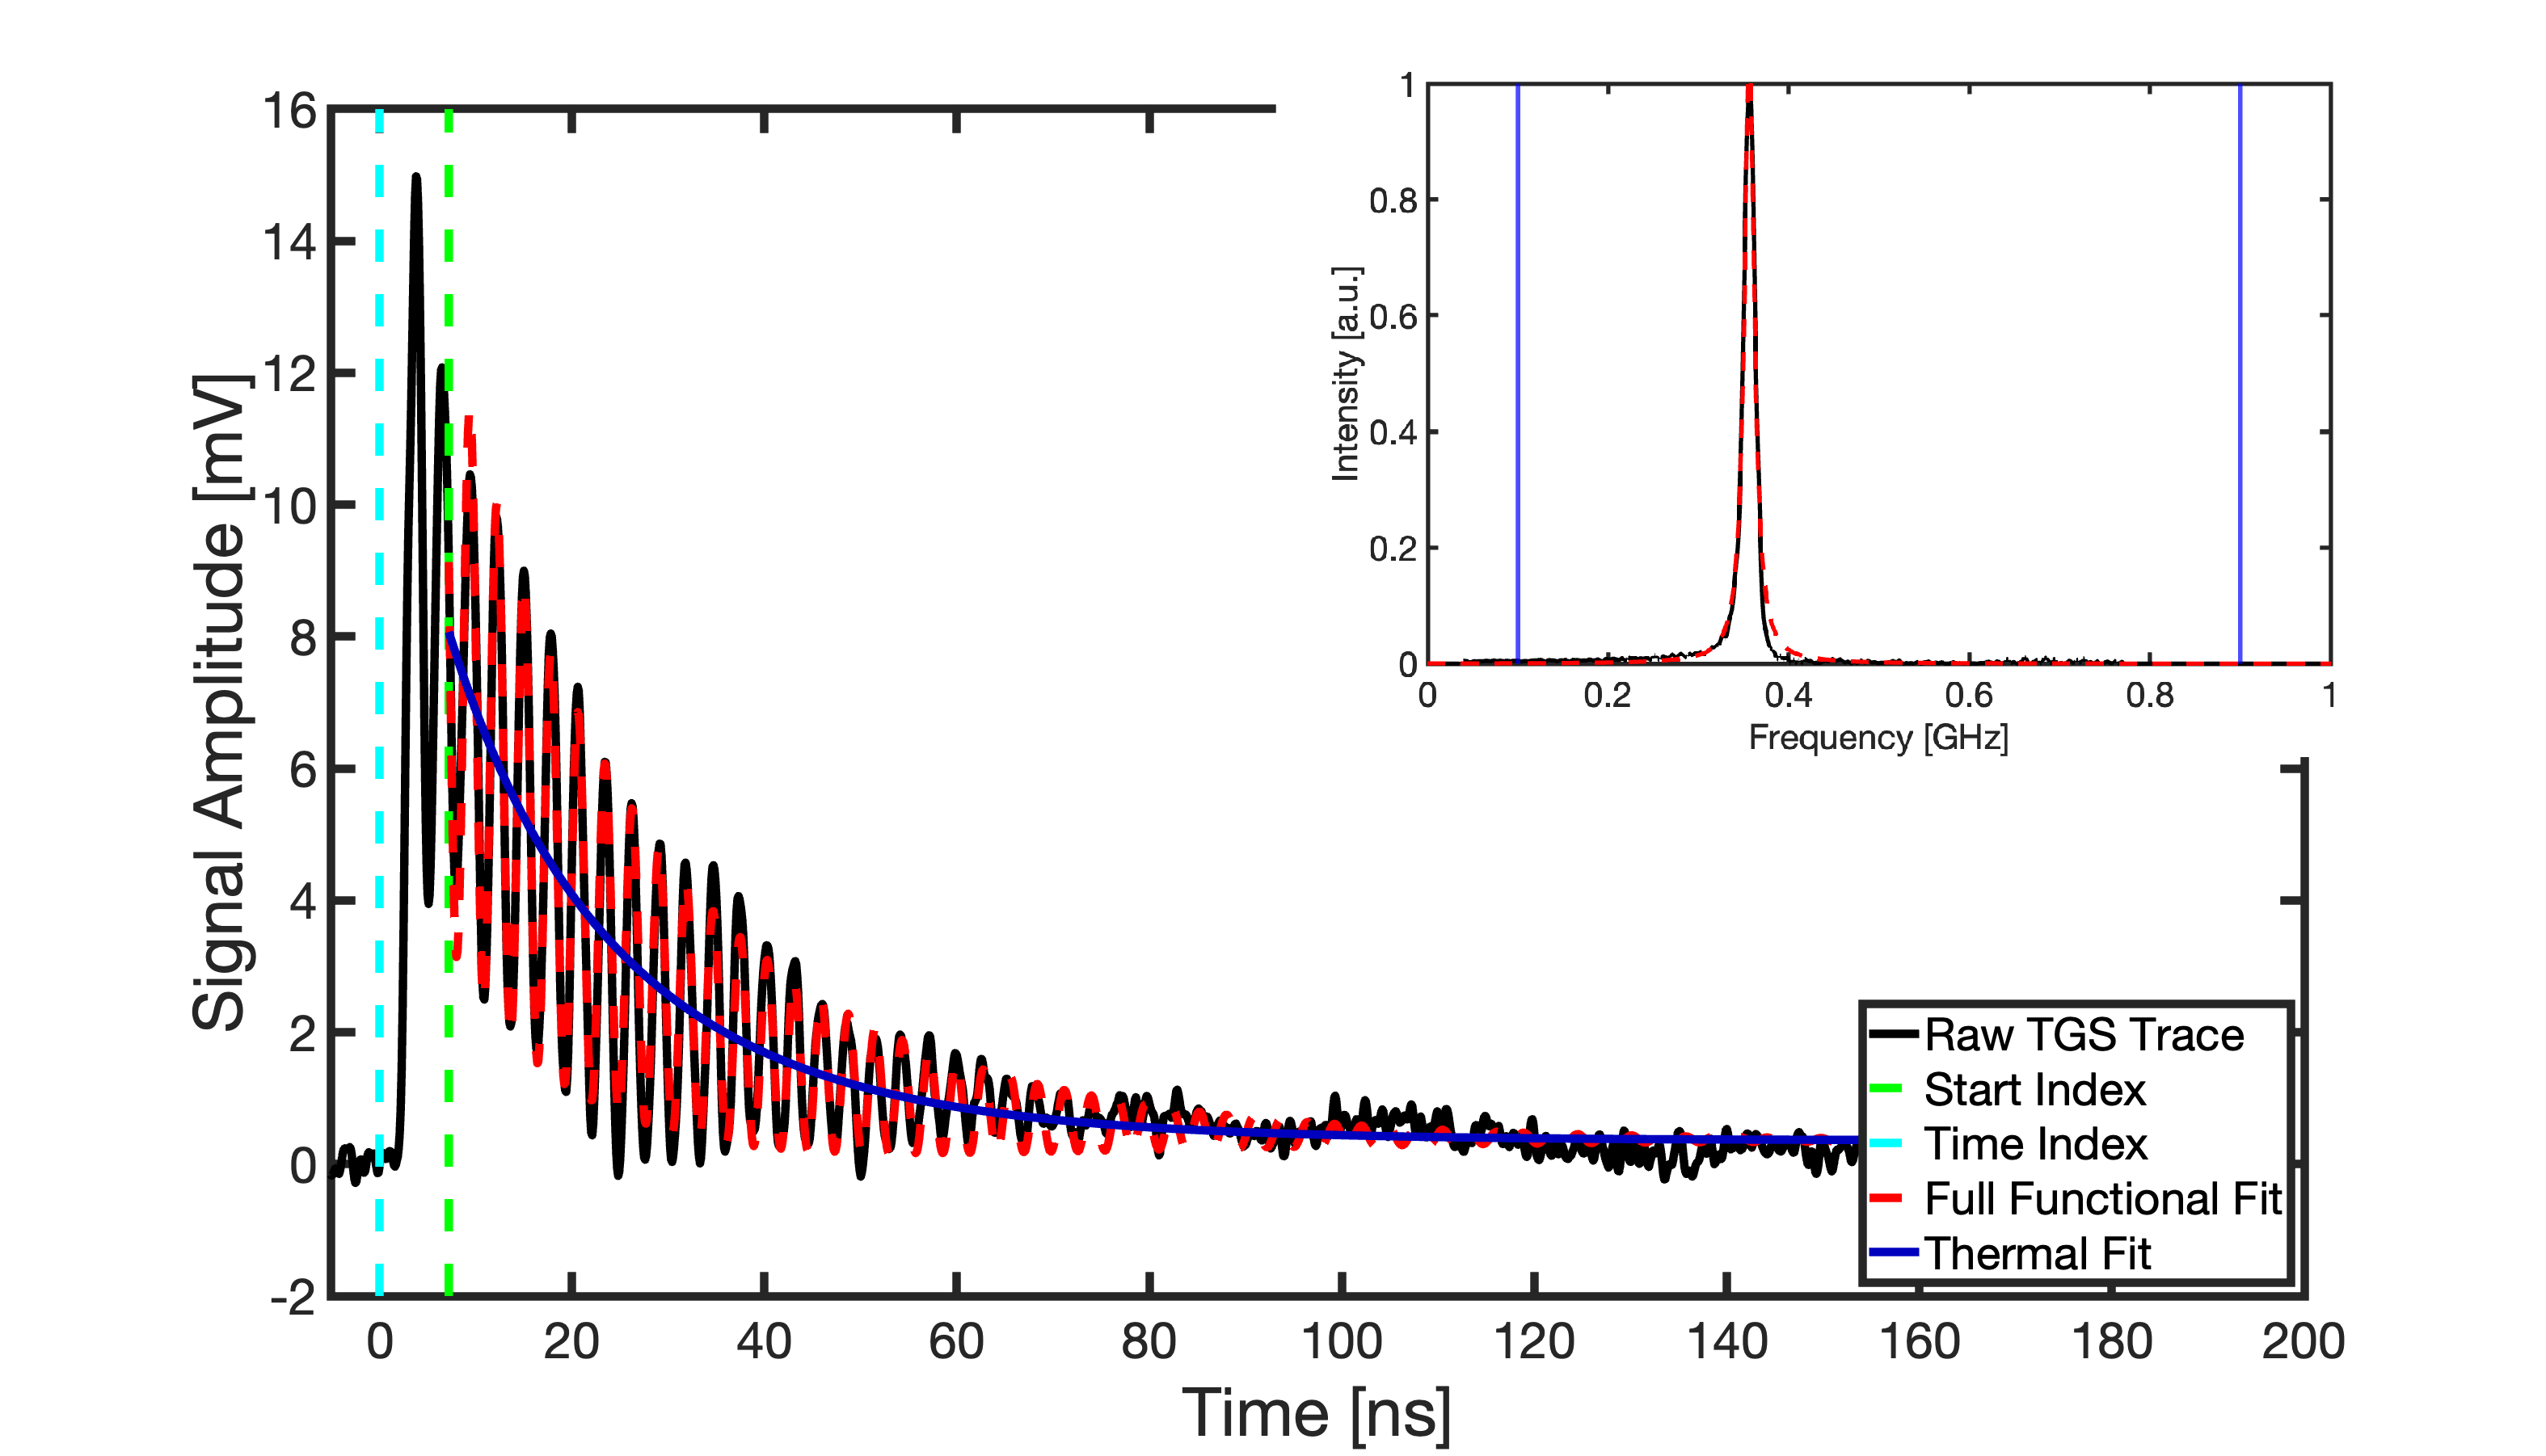 Signal Amplitude [mV]
16
14
12
10
8
6
4
2
0
-2
0 20 40 60 80 100 120 140 160 180 200
Time [ns]
Intensity [a.u.]
1
0.8
0.6
0.4
0.2
0
0 0.2 0.4 0.6 0.8 1
Frequency [GHz]
Raw TGS Trace
Start Index
Time Index
Full Functional Fit
Thermal Fit